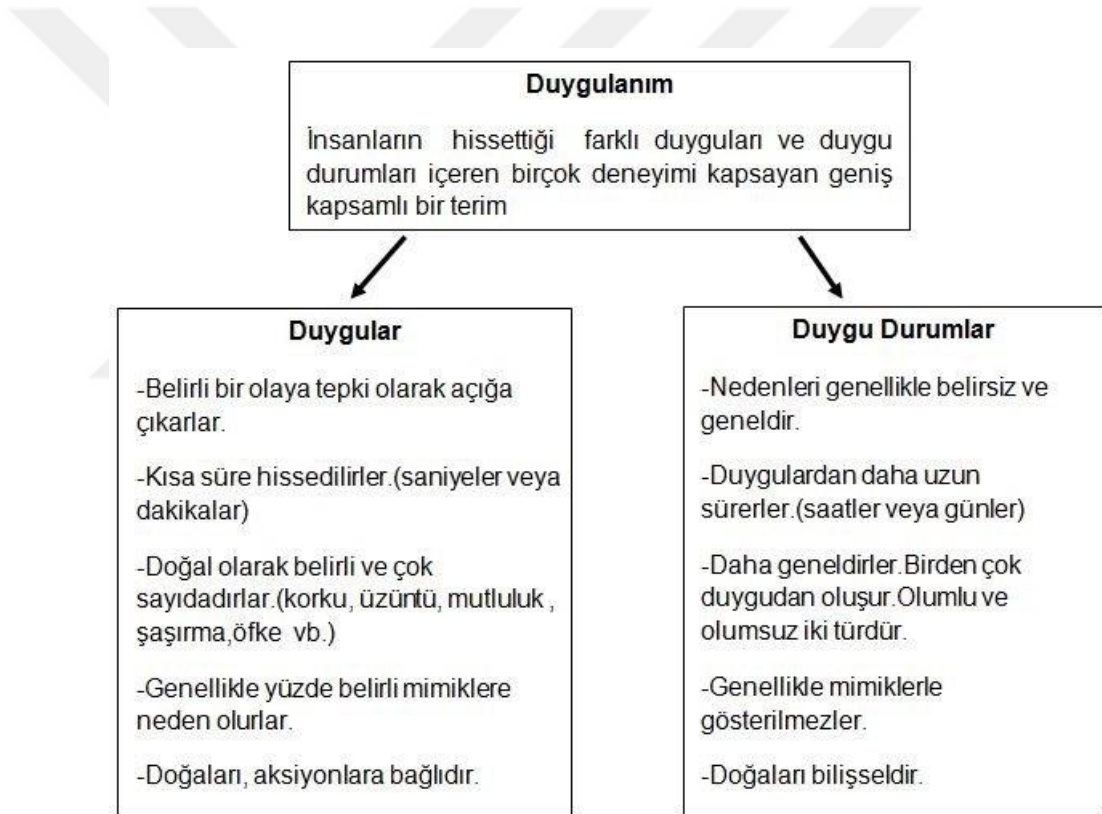 Duygulanım
İnsanların hissettiği farklı duyguları ve duygu
durumları içeren birçok deneyimi kapsayan geniş
kapsamlı bir terim
Duygular
-Belirli bir olaya tepki olarak açığa
çıkarlar.
-Kısa süre hissedilirler.(saniyeler veya
dakikalar)
-Doğal olarak belirli ve çok
sayıdadırlar.(korku, üzüntü, mutluluk ,
şaşırma,öfke vb.)
-Genellikle yüzde belirli mimiklere
neden olurlar.
-Doğaları, aksiyonlara bağlıdır.
Duygu Durumlar
-Nedenleri genellikle belirsiz ve
geneldir.
-Duygulardan daha uzun
sürerler.(saatler veya günler)
-Daha geneldirler.Birden çok
duygudan oluşur.Olumlu ve
olumsuz iki türdür.
-Genellikle mimiklerle
gösterilmezler.
-Doğaları bilişseldir.